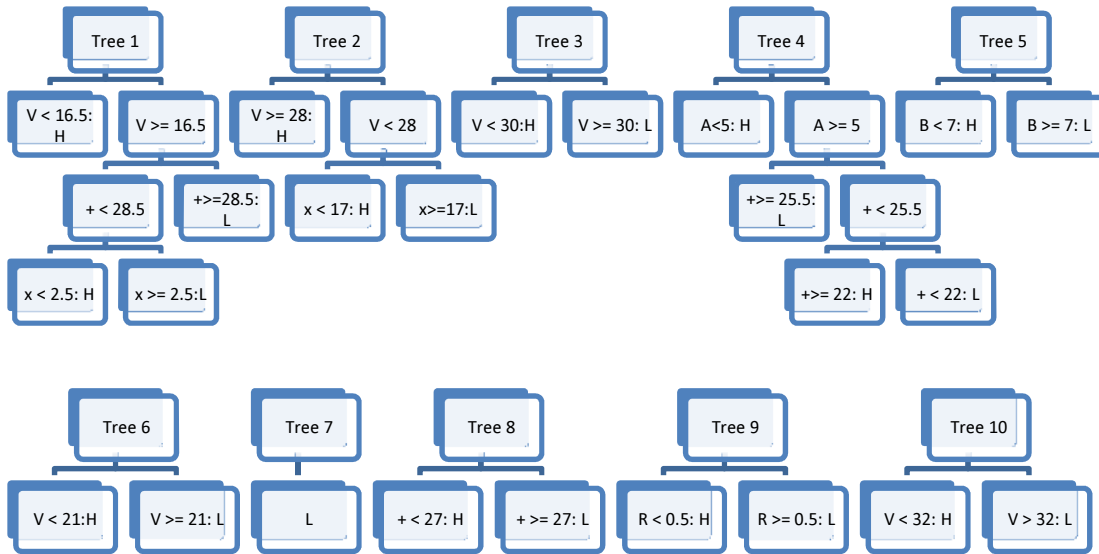 Tree 1
Tree 2
Tree 3
Tree 4
Tree 5
V < 16.5:
H
V >= 16.5
V >= 28:
H
V < 28
V < 30:H
V >= 30: L
A<5: H
A >= 5
B < 7: H
B >= 7: L
+ < 28.5
+>=28.5:
L
x < 17: H
x>=17:L
+>= 25.5:
L
+ < 25.5
x < 2.5: H
x >= 2.5:L
+>= 22: H
+ < 22: L
Tree 6
Tree 7
Tree 8
Tree 9
Tree 10
V < 21:H
V >= 21: L
L
+ < 27: H
+ >= 27: L
R < 0.5: H
R >= 0.5: L
V < 32: H
V > 32: L